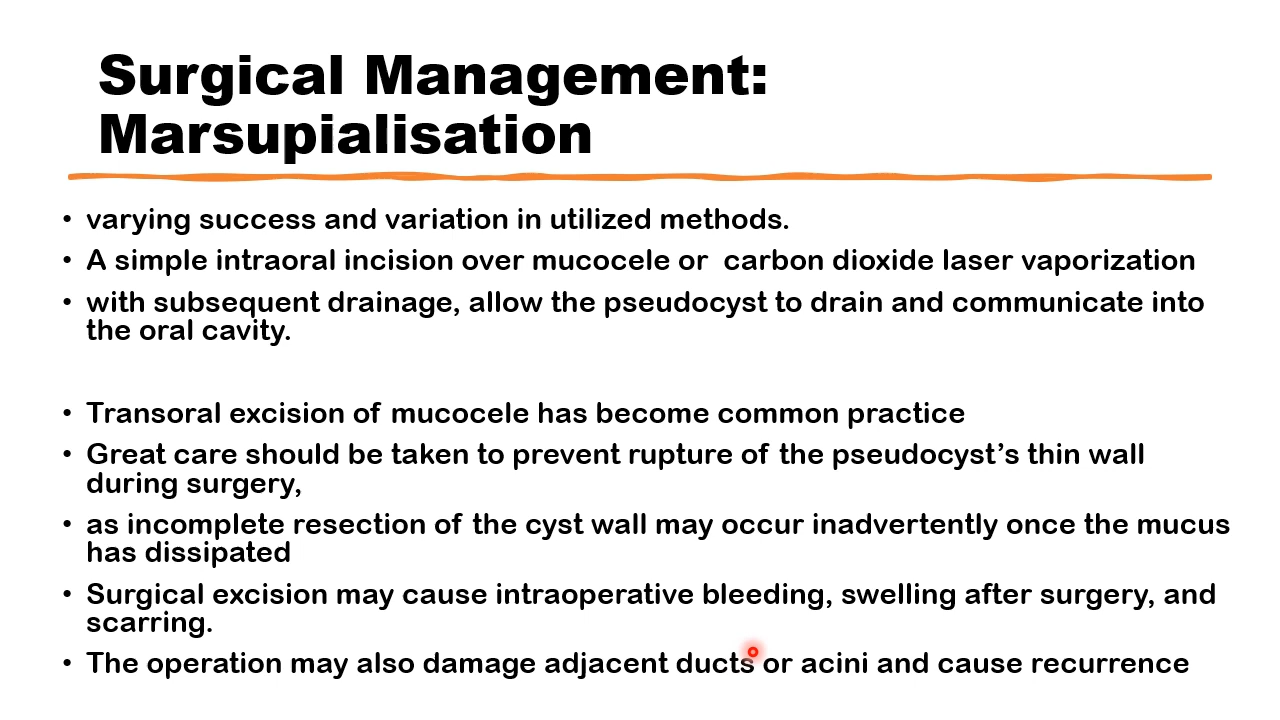 Surgical Management:
Marsupialisation
• varying success and variation in utilized methods.
• A simple intraoral incision over mucocele or  carbon dioxide laser vaporization
• with subsequent drainage, allow the pseudocyst to drain and communicate into
the oral cavity.
• Transoral excision of mucocele has become common practice
• Great care should be taken to prevent rupture of the pseudocyst’s thin wall
during surgery,
• as incomplete resection of the cyst wall may occur inadvertently once the mucus
has dissipated
• Surgical excision may cause intraoperative bleeding, swelling after surgery, and
scarring.
• The operation may also damage adjacent ducts or acini and cause recurrence